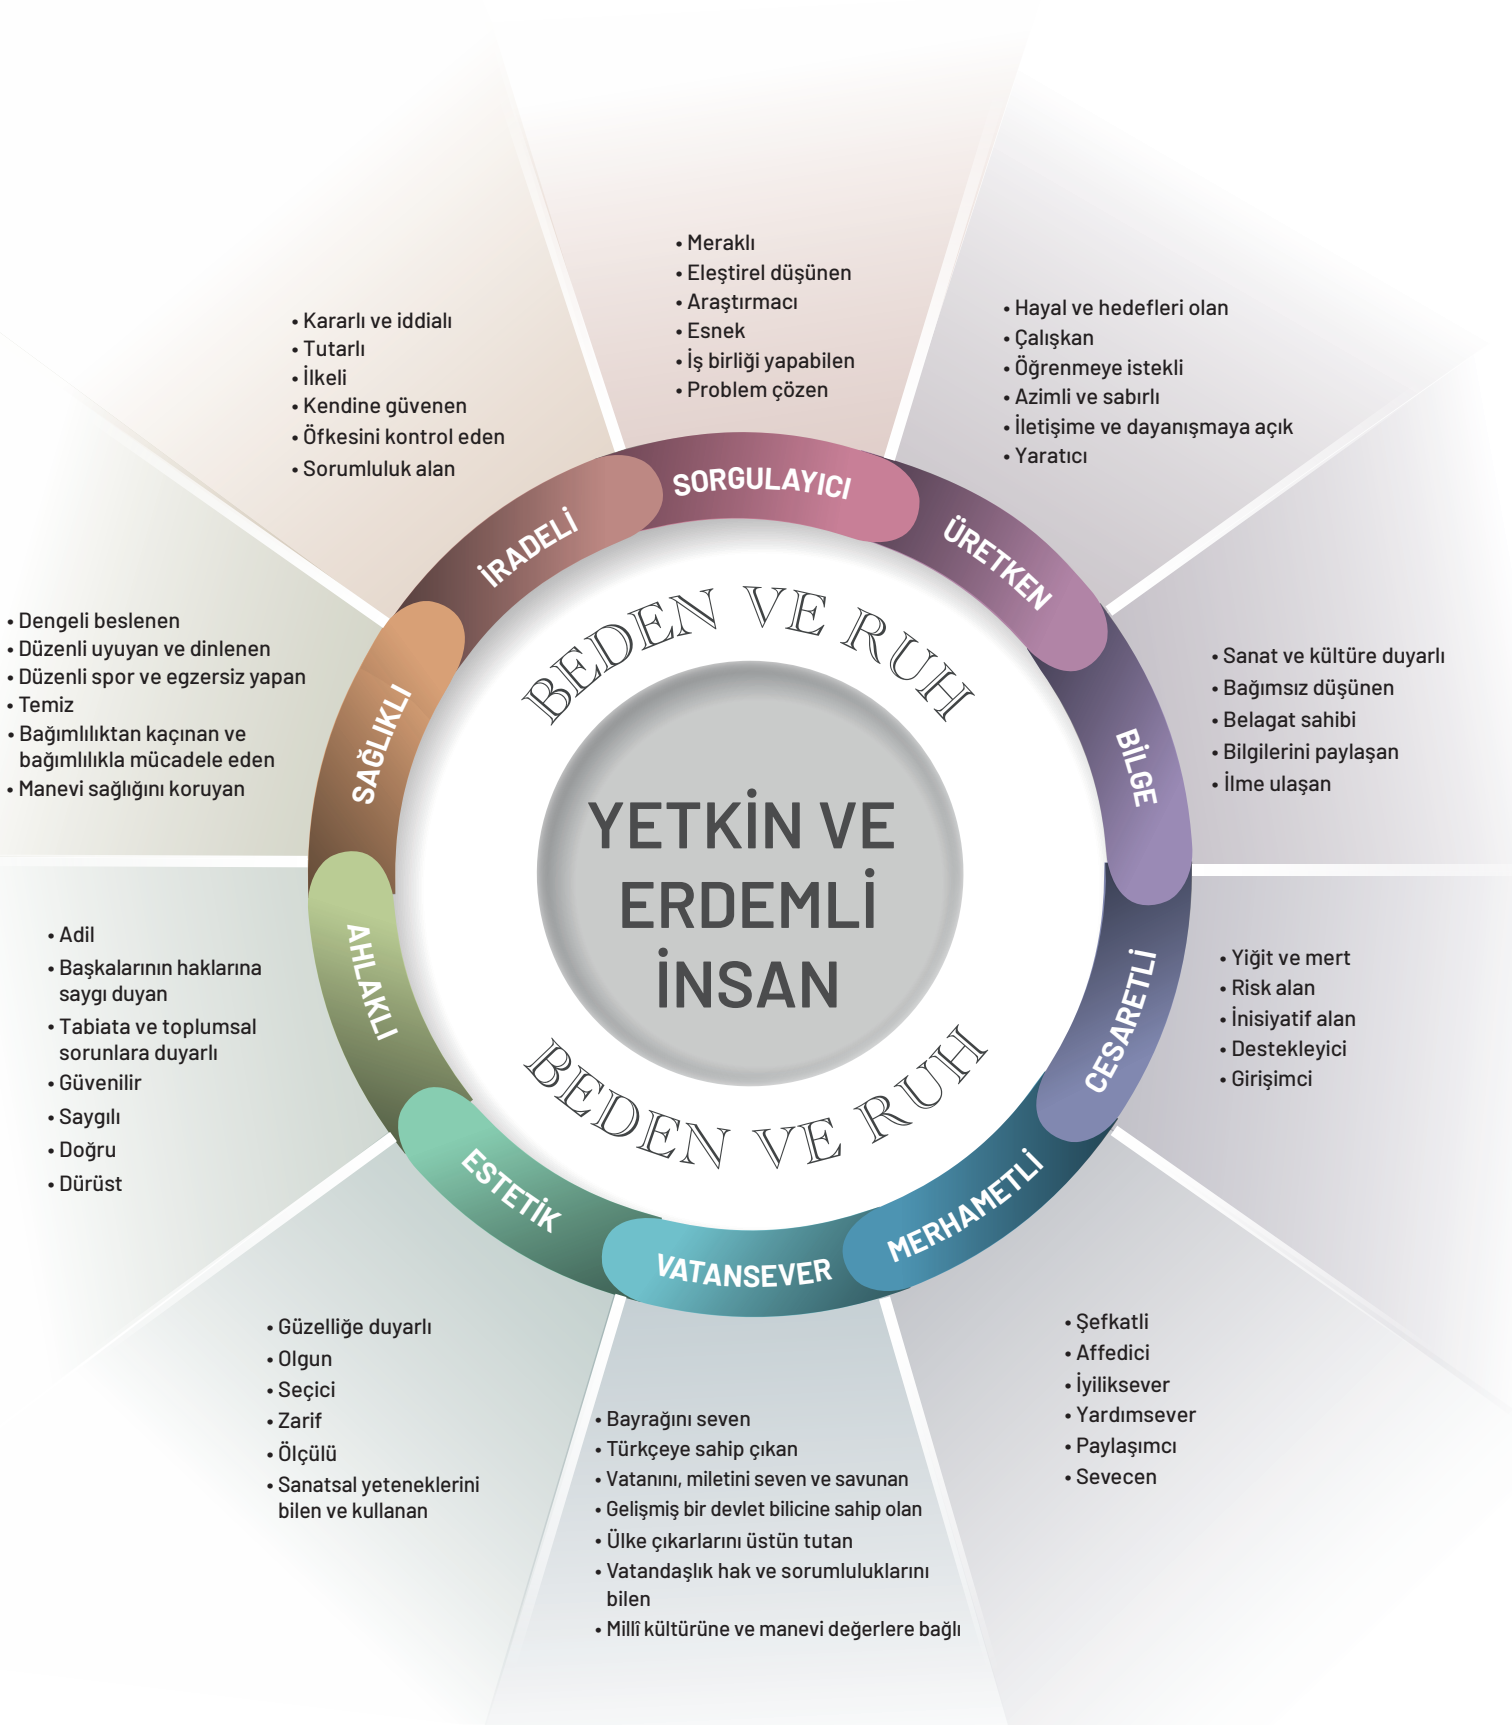 • Meraklı
• Eleştirel düşünen
• Araştırmacı
• Esnek
• İş birliği yapabilen
• Problem çözen
• Hayal ve hedefleri olan
• Çalışkan
• Öğrenmeye istekli
• Azimli ve sabırlı
• İletişime ve dayanışmaya açık
• Yaratıcı
• Kararlı ve iddialı
• Tutarlı
• İlkeli
• Kendine güvenen
• Öfkesini kontrol eden
• Sorumluluk alan
SORGULAYICI
ÜRETKEN
İRADELİ
BEDEN VE RUH
• Dengeli beslenen
• Düzenli uyuyan ve dinlenen
• Düzenli spor ve egzersiz yapan
• Temiz
• Bağımlılıktan kaçınan ve
bağımlılıkla mücadele eden
• Manevi sağlığını koruyan
SAĞLIKLI
BİLGE
• Sanat ve kültüre duyarlı
• Bağımsız düşünen
• Belagat sahibi
• Bilgilerini paylaşan
• İlme ulaşan
YETKİN VE
ERDEMLİ
İNSAN
• Adil
• Başkalarının haklarına
saygı duyan
• Tabiata ve toplumsal
sorunlara duyarlı
• Güvenilir
• Saygılı
• Doğru
• Dürüst
AHLAKLI
CESARETLİ
• Yiğit ve mert
• Risk alan
• İnisiyatif alan
• Destekleyici
• Girişimci
BEDEN VE RUH
ESTETİK
VATANSEVER
MERHAMETLİ
• Güzelliğe duyarlı
• Olgun
• Seçici
• Zarif
• Ölçülü
• Sanatsal yeteneklerini
bilen ve kullanan
• Bayrağını seven
• Türkçeye sahip çıkan
• Vatanını, miletini seven ve savunan
• Gelişmiş bir devlet bilicine sahip olan
• Ülke çıkarlarını üstün tutan
• Vatandaşlık hak ve sorumluluklarını
bilen
• Millî kültürüne ve manevi değerlere bağlı
• Şefkatli
• Affedici
• İyiliksever
• Yardımsever
• Paylaşımcı
• Sevecen